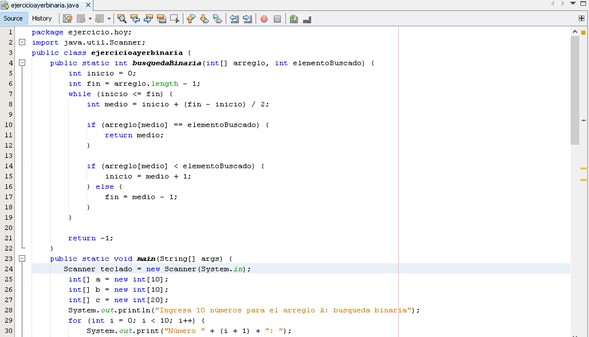 ejercicioayerbinaria.java
Source History
1 package ejercicio.hoy;
2 import java.util.Scanner;
3 public class ejercicioayerbinaria {
4 public static int busquedaBinaria(int[] arreglo, int elementoBuscado) {
5 int inicio = 0;
6 int fin = arreglo.length - 1;
7 while (inicio <= fin) {
8 int medio = inicio + (fin - inicio) / 2;
9
10 if (arreglo[medio] == elementoBuscado) {
11 return medio;
12 }
13
14 if (arreglo[medio] < elementoBuscado) {
15 inicio = medio + 1;
16 } else {
17 fin = medio - 1;
18 }
19 }
20
21 return -1;
22 }
23 public static void main(String[] args) {
24 Scanner teclado = new Scanner(System.in);
25 int[] a = new int[10];
26 int[] b = new int[10];
27 int[] c = new int[20];
28 System.out.println("Ingresa 10 números para el arreglo A: busqueda binaria");
29 for (int i = 0; i < 10; i++) {
30 System.out.print("Número " + (i + 1) + ": ");